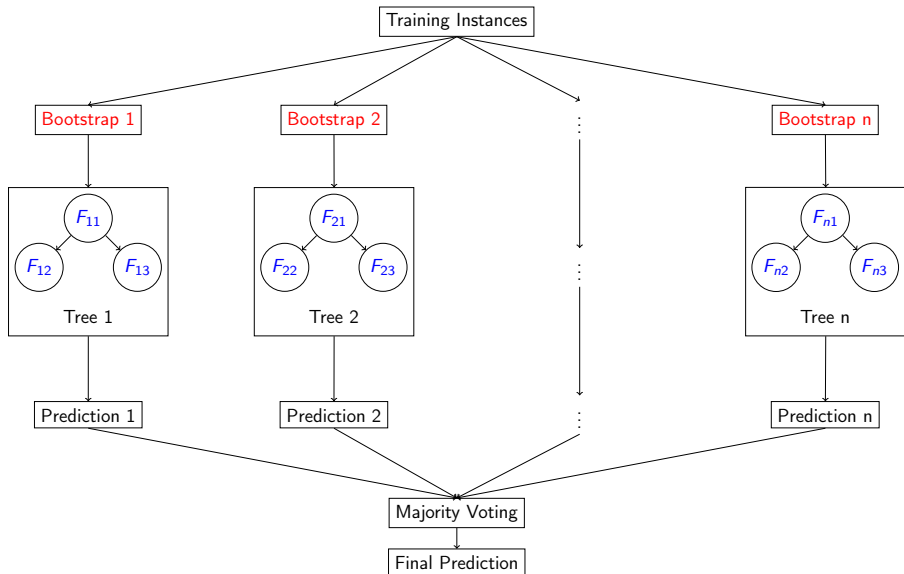 Training Instances
Bootstrap 1
Bootstrap 2
⋮
Bootstrap n
F₁₁
F₂₁
Fₙ₁
F₁₂
F₁₃
F₂₂
F₂₃
⋮
Fₙ₂
Fₙ₃
Tree 1
Tree 2
Tree n
Prediction 1
Prediction 2
⋮
Prediction n
Majority Voting
Final Prediction